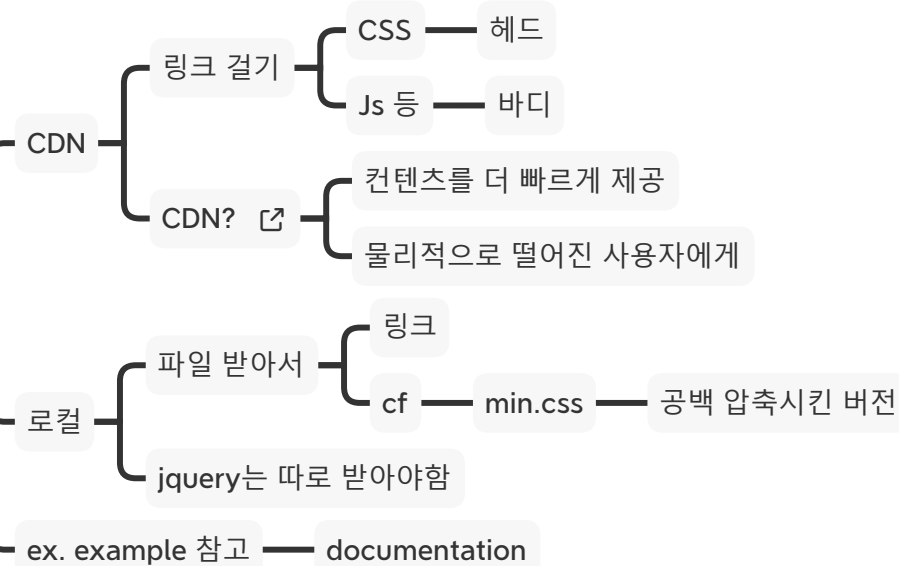 CDN
링크 걸기
CSS
헤드
Js 등
바디
CDN?
컨텐츠를 더 빠르게 제공
물리적으로 떨어진 사용자에게
로컬
파일 받아서
링크
cf
min.css
공백 압축시킨 버전
jquery는 따로 받아야함
ex. example 참고
documentation